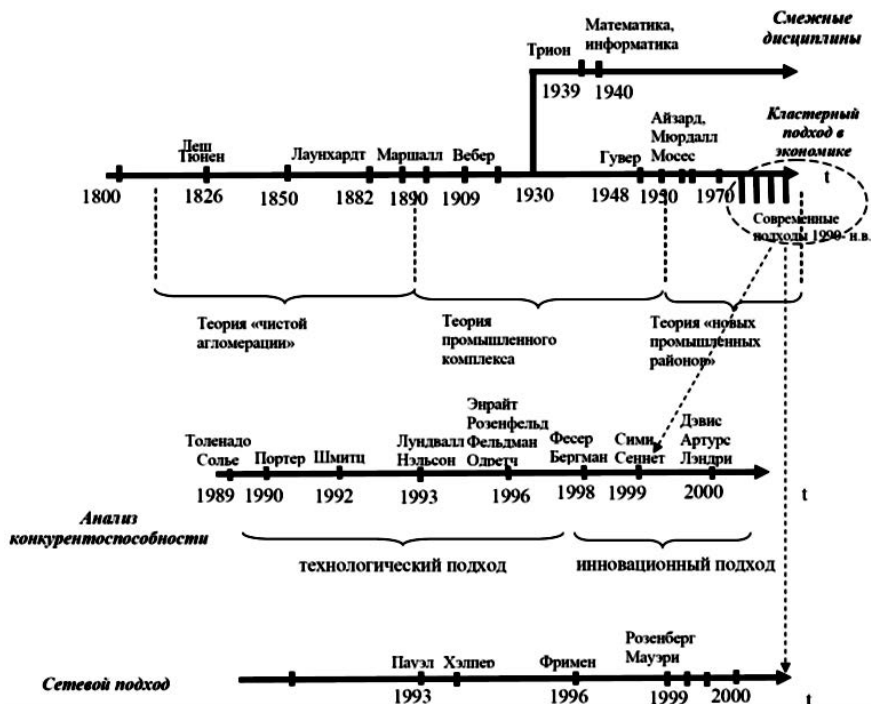 Смежные
дисциплины
Математика,
информатика
Трион
1939 1940
Кластерный
подход в
экономике
Айзард,
Мюрдалл
Мосес
Леш
Тюнен
Лаунхардт Маршалл Вебер Гувер
t
1800 1826 1850 1882 1890 1909 1930 1948 1950 1970
Современные
подходы 1990- н.в.
Теория «чистой
агломерации»
Теория
промышленного
комплекса
Теория «новых
промышленных
районов»
Толенадо
Солье
Портер
Шмитц
Лундвалл
Нэльсон
Энрайт
Розенфельд
Фельдман
Одретч
Фесер
Бергман
Сими
Сеннет
Дэвис
Артурс
Лэндри
1989 1990 1992 1993 1996 1998 1999 2000 t
Анализ
конкурентоспособности
технологический подход инновационный подход
Розенберг
Мауэри
Пауэл Хэлпер Фримен
Сетевой подход
1993 1996 1999 2000 t